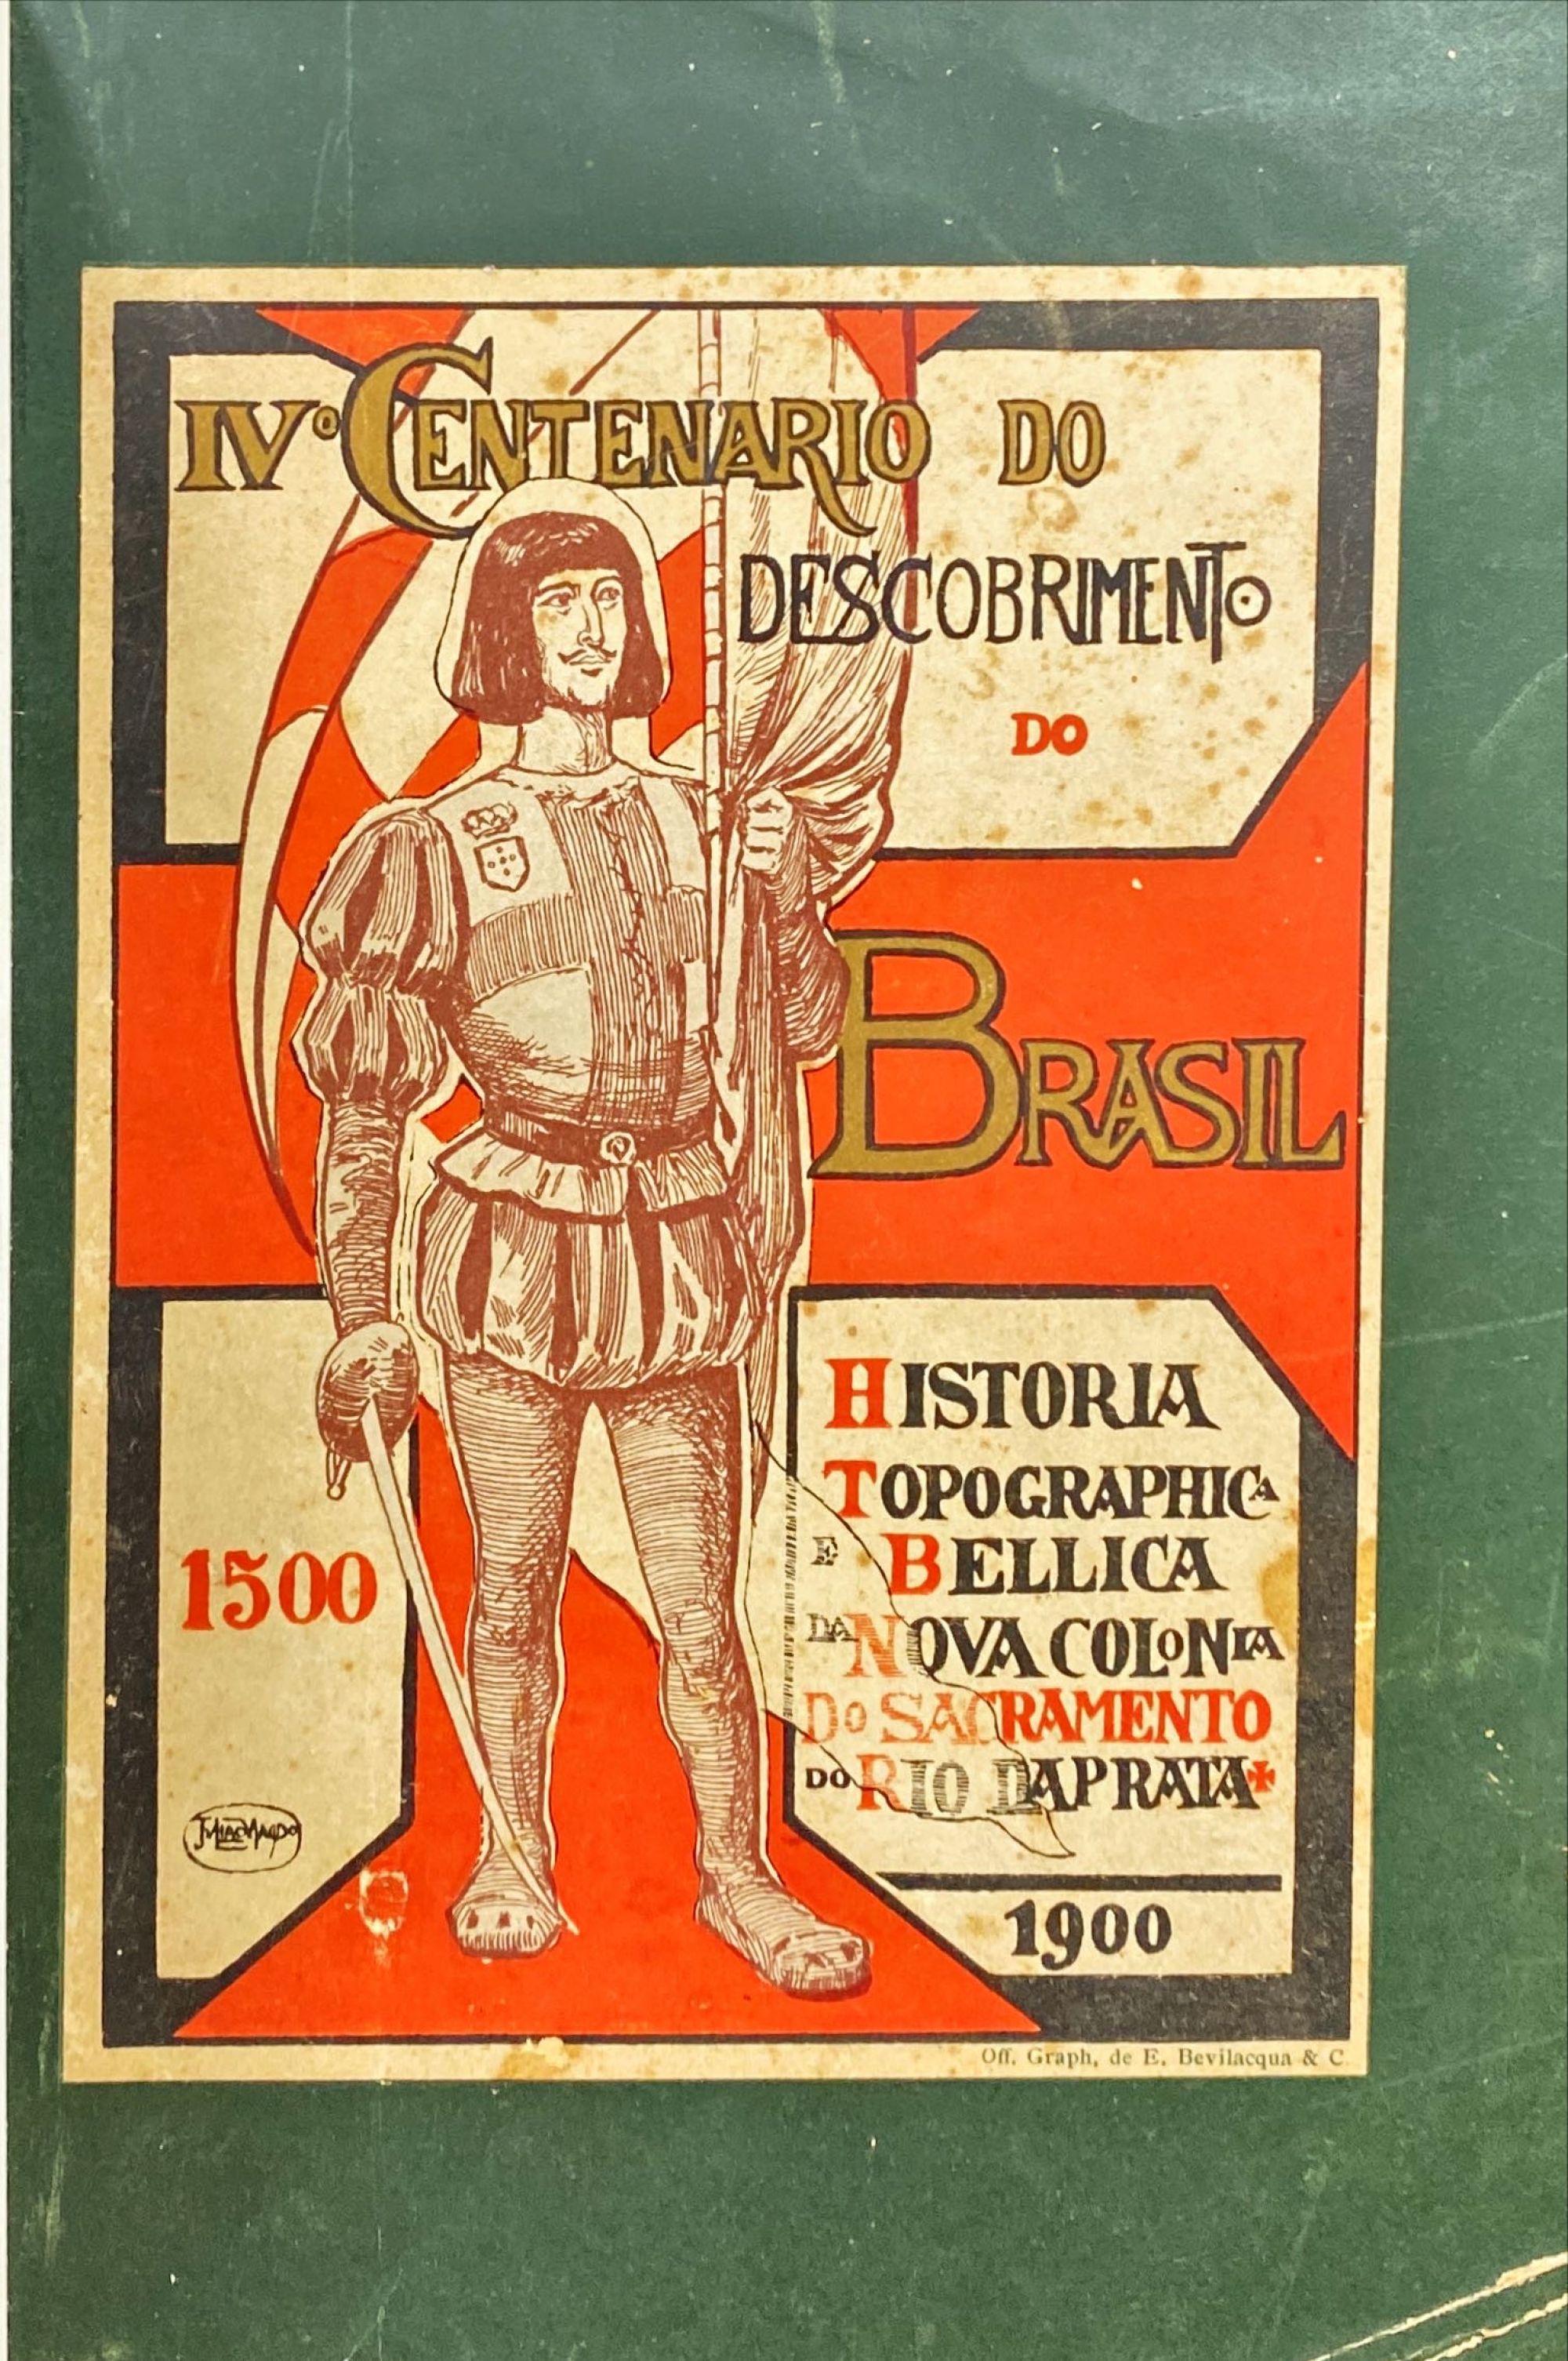 IVº CENTENARIO DO
DESCOBRIMENTO
DO
BRASIL
HISTORIA
TOPOGRAPHICA
E BELLICA
DA NOVA COLONIA
DO SACRAMENTO
DO RIO DA PRATA
1500
1900
Off. Graph, de E. Bevilacqua & C